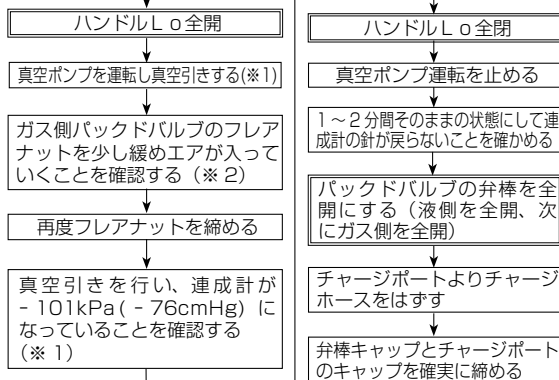 ハンドルLo全開
真空ポンプを運転し真空引きする(※1)
ガス側パックドバルブのフレア
ナットを少し緩めエアが入って
いくことを確認する（※2）
再度フレアナットを締める
真空引きを行い、連成計が
-101kPa(-76cmHg) に
なっていることを確認する
（※1）
ハンドルLo全閉
真空ポンプ運転を止める
1～2分間そのままの状態にして連
成計の針が戻らないことを確かめる
パックドバルブの弁棒を全
開にする（液側を全開、次
にガス側を全開）
チャージポートよりチャージ
ホースをはずす
弁棒キャップとチャージポート
のキャップを確実に締める